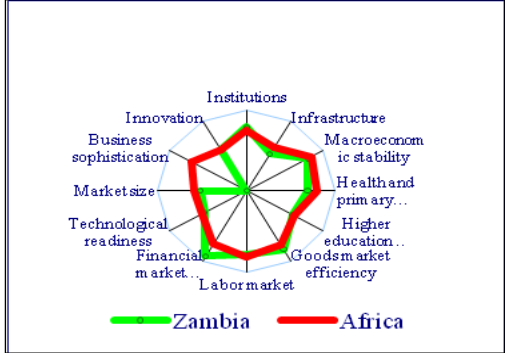 Institutions
Innovation
Infrastructure
Business
sophistication
Macroeconom
ic stability
Market size
Health and
primary...
Technological
readiness
Higher
education..
Financial
market...
Goods market
efficiency
Labor market
Zambia
Africa